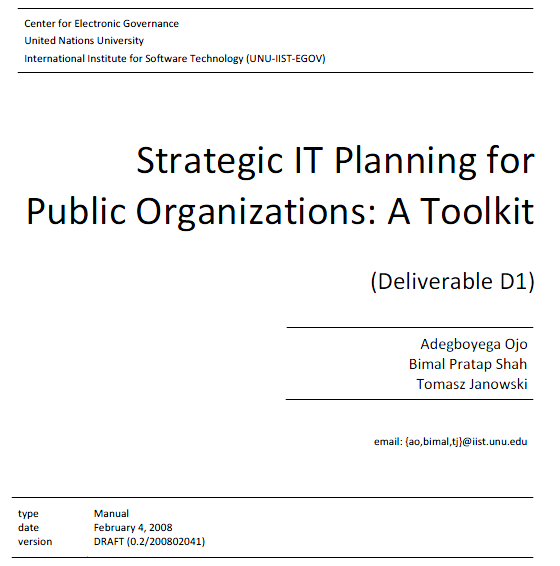 Center for Electronic Governance
United Nations University
International Institute for Software Technology (UNU-IIST-EGOV)
Strategic IT Planning for
Public Organizations: A Toolkit
(Deliverable D1)
Adegboyega Ojo
Bimal Pratap Shah
Tomasz Janowski
email: {ao,bimal,tj}@iist.unu.edu
type Manual
date February 4, 2008
version DRAFT (0.2/200802041)